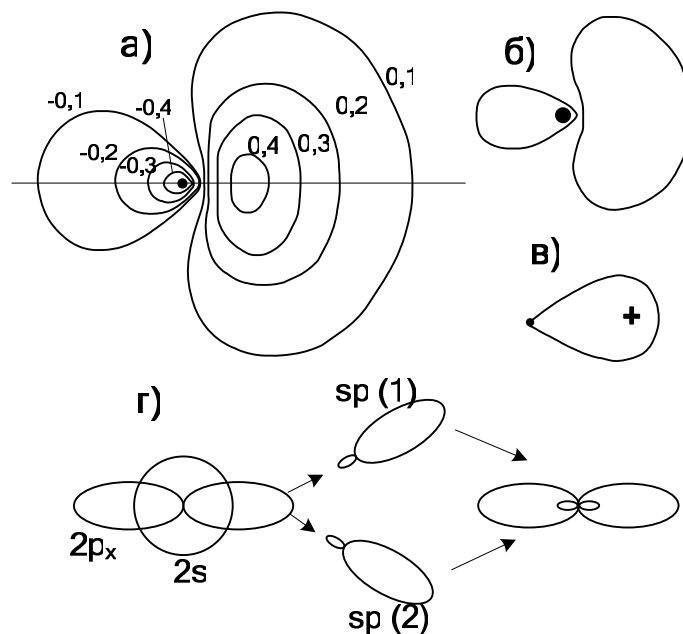 а)
-0,1
-0,2
-0,3
-0,4
0,4
0,3
0,2
0,1
б)
в)
+
г)
2pₓ
2s
sp (1)
sp (2)